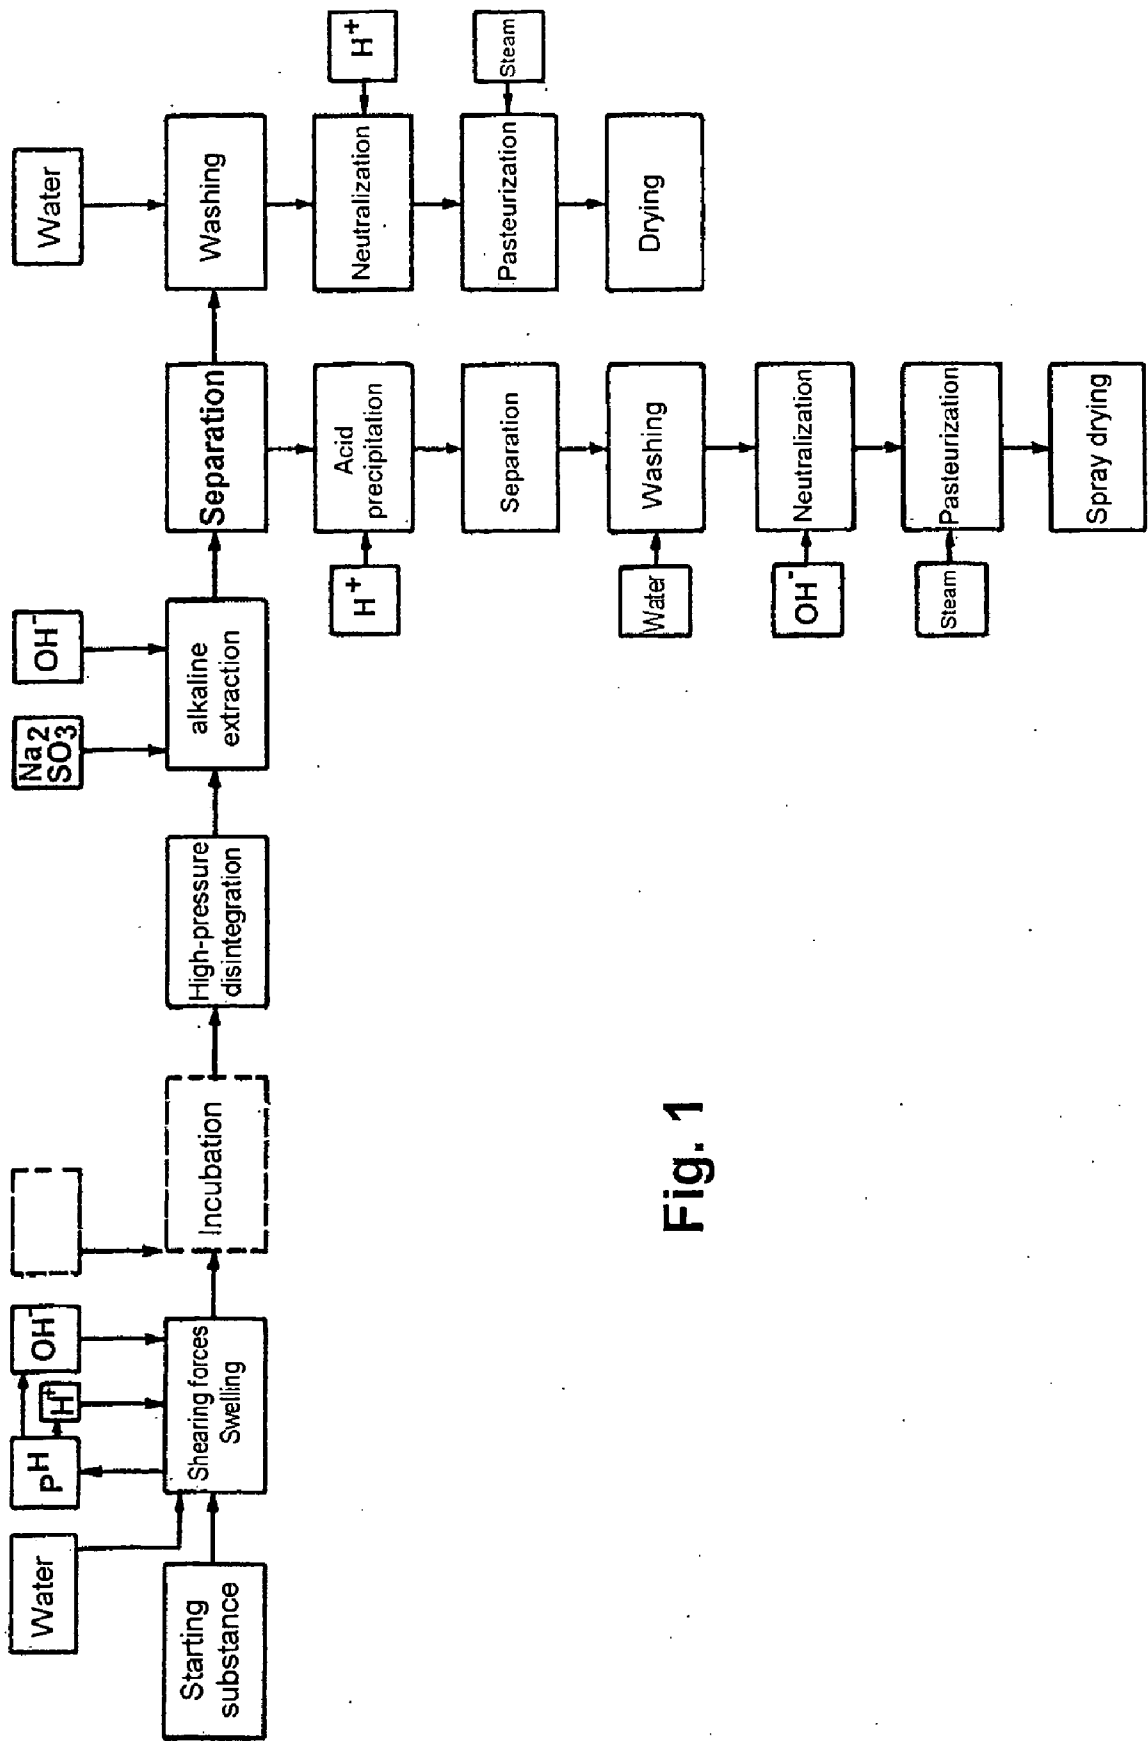 Water
PH
H+
OH-
Starting
substance
Shearing forces
Swelling
Incubation
High-pressure
disintegration
Na2
SO3
OH-
alkaline
extraction
Separation
Water
Washing
H+
Neutralization
Steam
Pasteurization
Drying
H+
Acid
precipitation
Separation
Water
Washing
OH-
Neutralization
Steam
Pasteurization
Spray drying
Fig. 1